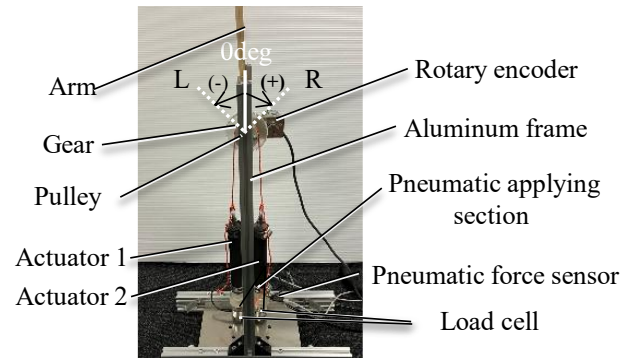 0deg
L (-) (+) R
Arm
Gear
Pulley
Actuator 1
Actuator 2
Rotary encoder
Aluminum frame
Pneumatic applying
section
Pneumatic force sensor
Load cell